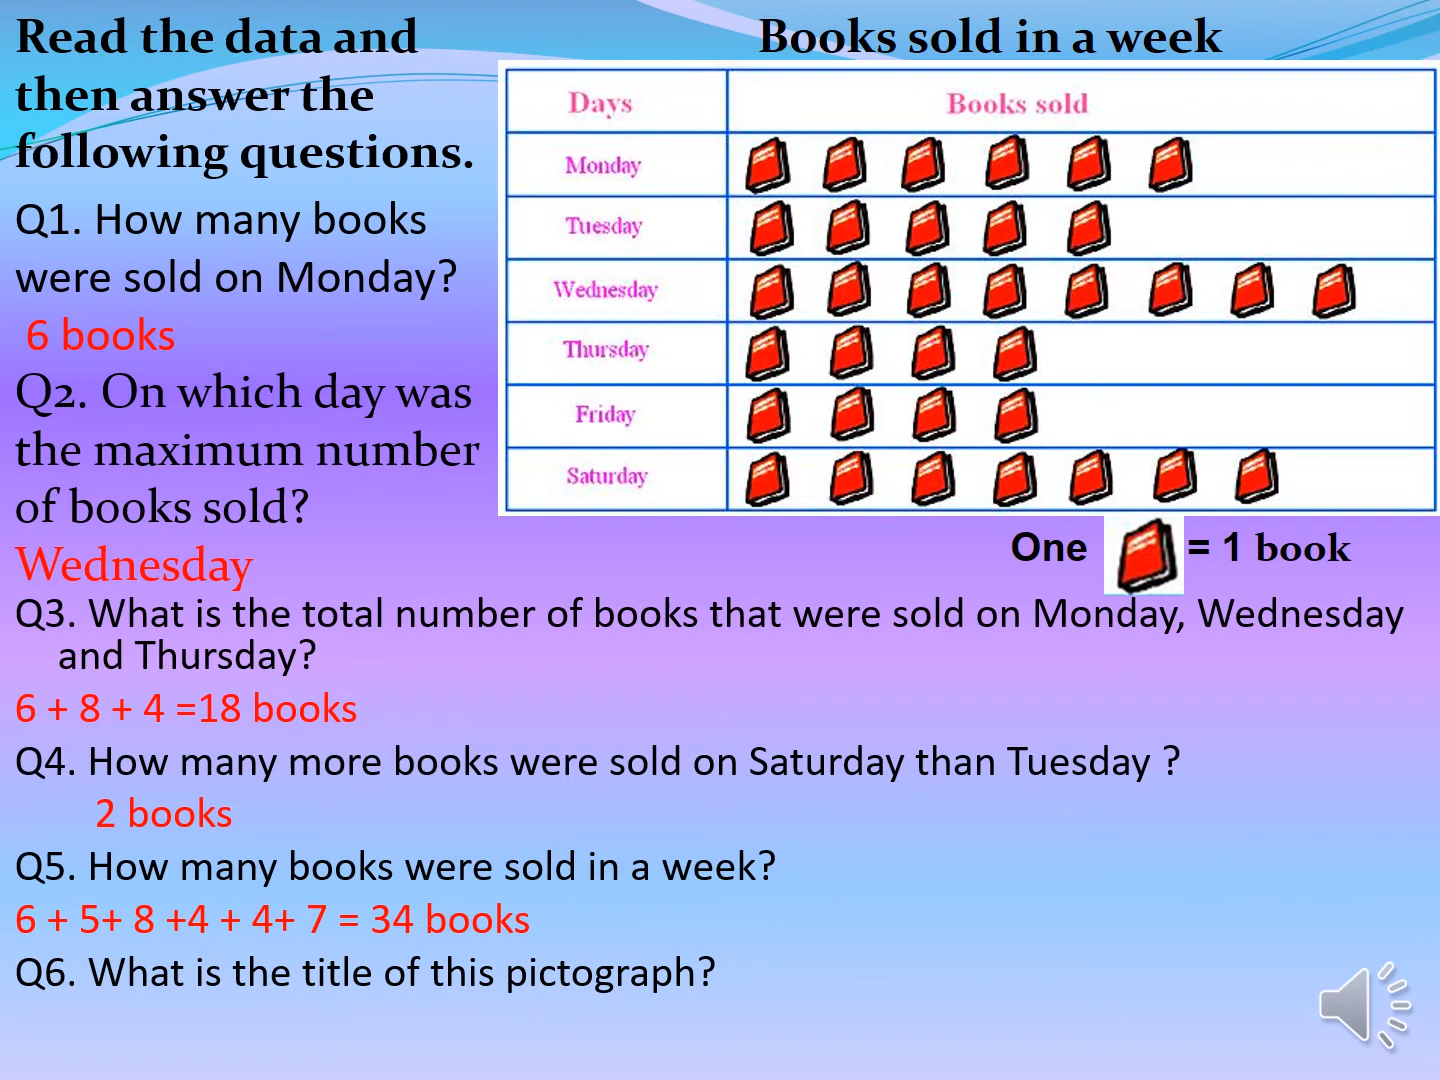 Read the data and
then answer the
following questions.
Q1. How many books
were sold on Monday?
6 books
Q2. On which day was
the maximum number
of books sold?
Wednesday
Books sold in a week
Days Books sold
Monday
Tuesday
Wednesday
Thursday
Friday
Saturday
One = 1 book
Q3. What is the total number of books that were sold on Monday, Wednesday
and Thursday?
6 + 8 + 4 =18 books
Q4. How many more books were sold on Saturday than Tuesday ?
2 books
Q5. How many books were sold in a week?
6 + 5+ 8 +4 + 4+ 7 = 34 books
Q6. What is the title of this pictograph?